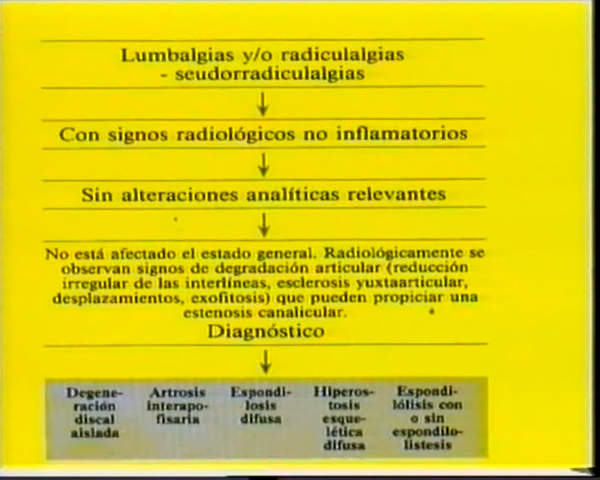 Lumbalgias y/o radiculalgias
- seudorradiculalgias
Con signos radiológicos no inflamatorios
Sin alteraciones analíticas relevantes
No está afectado el estado general. Radiológicamente se
observan signos de degradación articular (reducción
irregular de las interlíneas, esclerosis yuxtaarticular,
desplazamientos, exofitosis) que pueden propiciar una
estenosis canalicular.
Diagnóstico
Degene-
ración
discal
aislada
Artrosis
interapo-
fisaria
Espondi-
losis
difusa
Hiperos-
tosis
esque-
lética
difusa
Espondi-
lólisis con
o sin
espondilo-
listesis